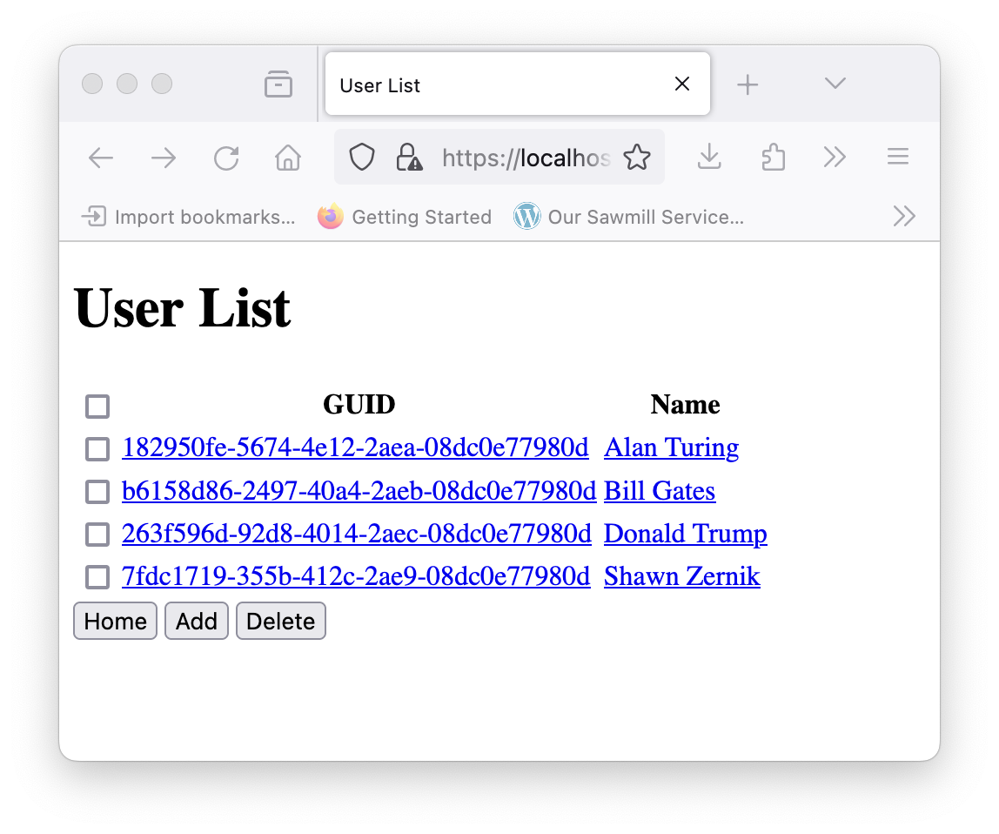 User List
https://localhos
Import bookmarks... Getting Started Our Sawmill Service...
User List
GUID Name
182950fe-5674-4e12-2aea-08dc0e77980d Alan Turing
b6158d86-2497-40a4-2aeb-08dc0e77980d Bill Gates
263f596d-92d8-4014-2aec-08dc0e77980d Donald Trump
7fdc1719-355b-412c-2ae9-08dc0e77980d Shawn Zernik
Home Add Delete